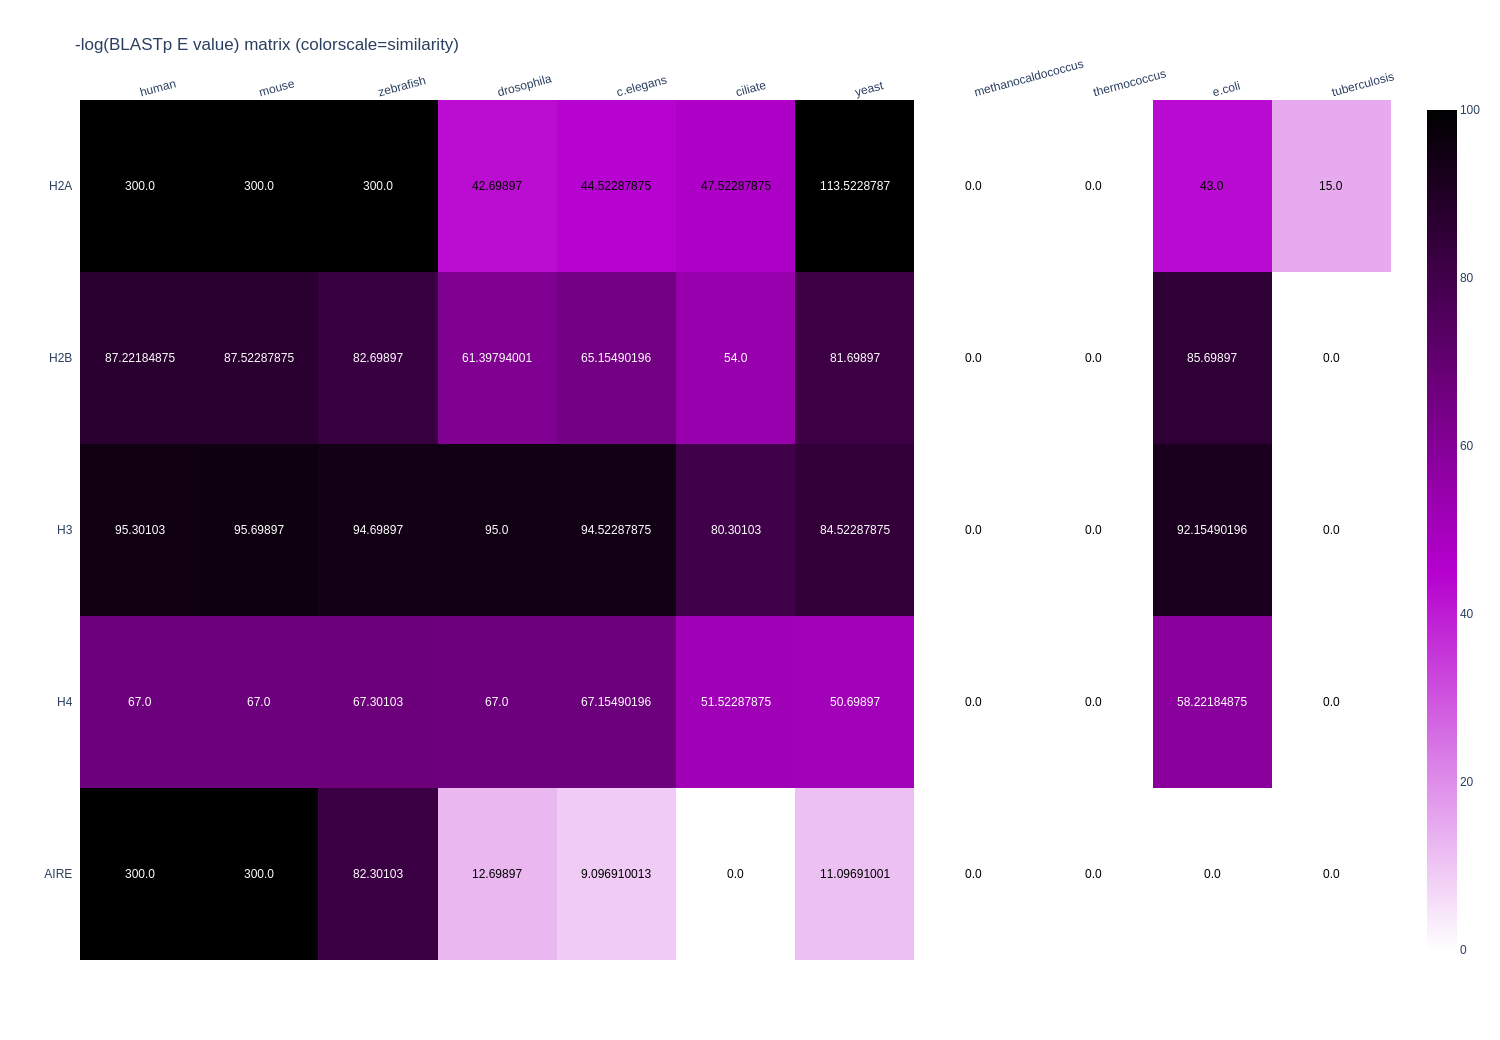 -log(BLASTp E value) matrix (colorscale=similarity)
human mouse zebrafish drosophila c.elegans ciliate yeast methanocaldococcus thermococcus e.coli tuberculosis
100
H2A 300.0 300.0 300.0 42.69897 44.52287875 47.52287875 113.5228787 0.0 0.0 43.0 15.0
80
H2B 87.22184875 87.52287875 82.69897 61.39794001 65.15490196 54.0 81.69897 0.0 0.0 85.69897 0.0
60
H3 95.30103 95.69897 94.69897 95.0 94.52287875 80.30103 84.52287875 0.0 0.0 92.15490196 0.0
40
H4 67.0 67.0 67.30103 67.0 67.15490196 51.52287875 50.69897 0.0 0.0 58.22184875 0.0
20
AIRE 300.0 300.0 82.30103 12.69897 9.096910013 0.0 11.09691001 0.0 0.0 0.0 0.0
0